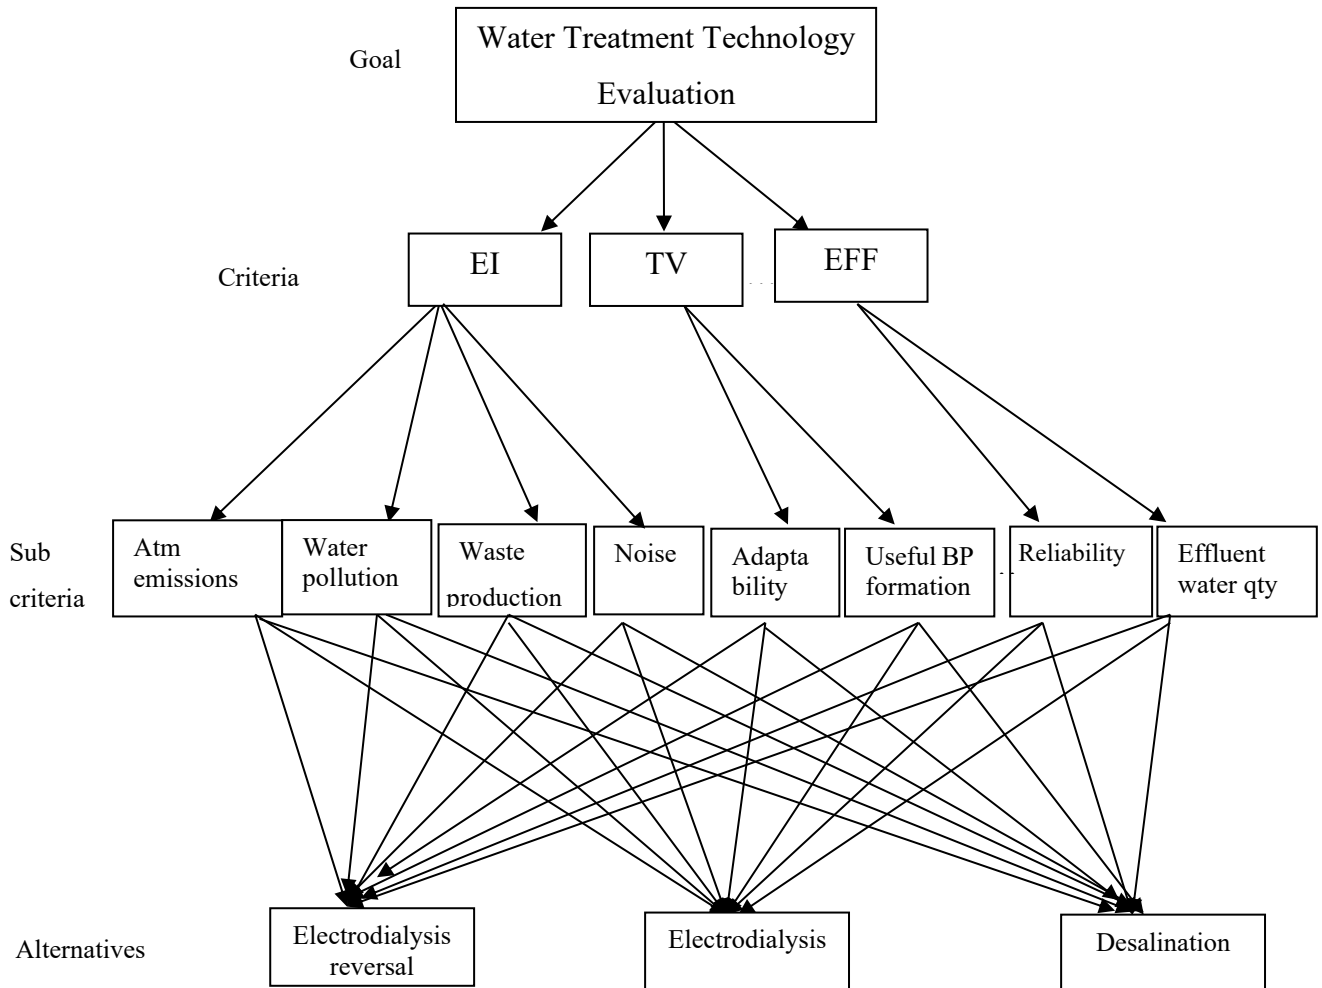 Water Treatment Technology
Evaluation
Goal
EI
TV
EFF
Criteria
Sub
criteria
Atm
emissions
Water
pollution
Waste
production
Noise
Adapta
bility
Useful BP
formation
Reliability
Effluent
water qty
Alternatives
Electrodialysis
reversal
Electrodialysis
Desalination